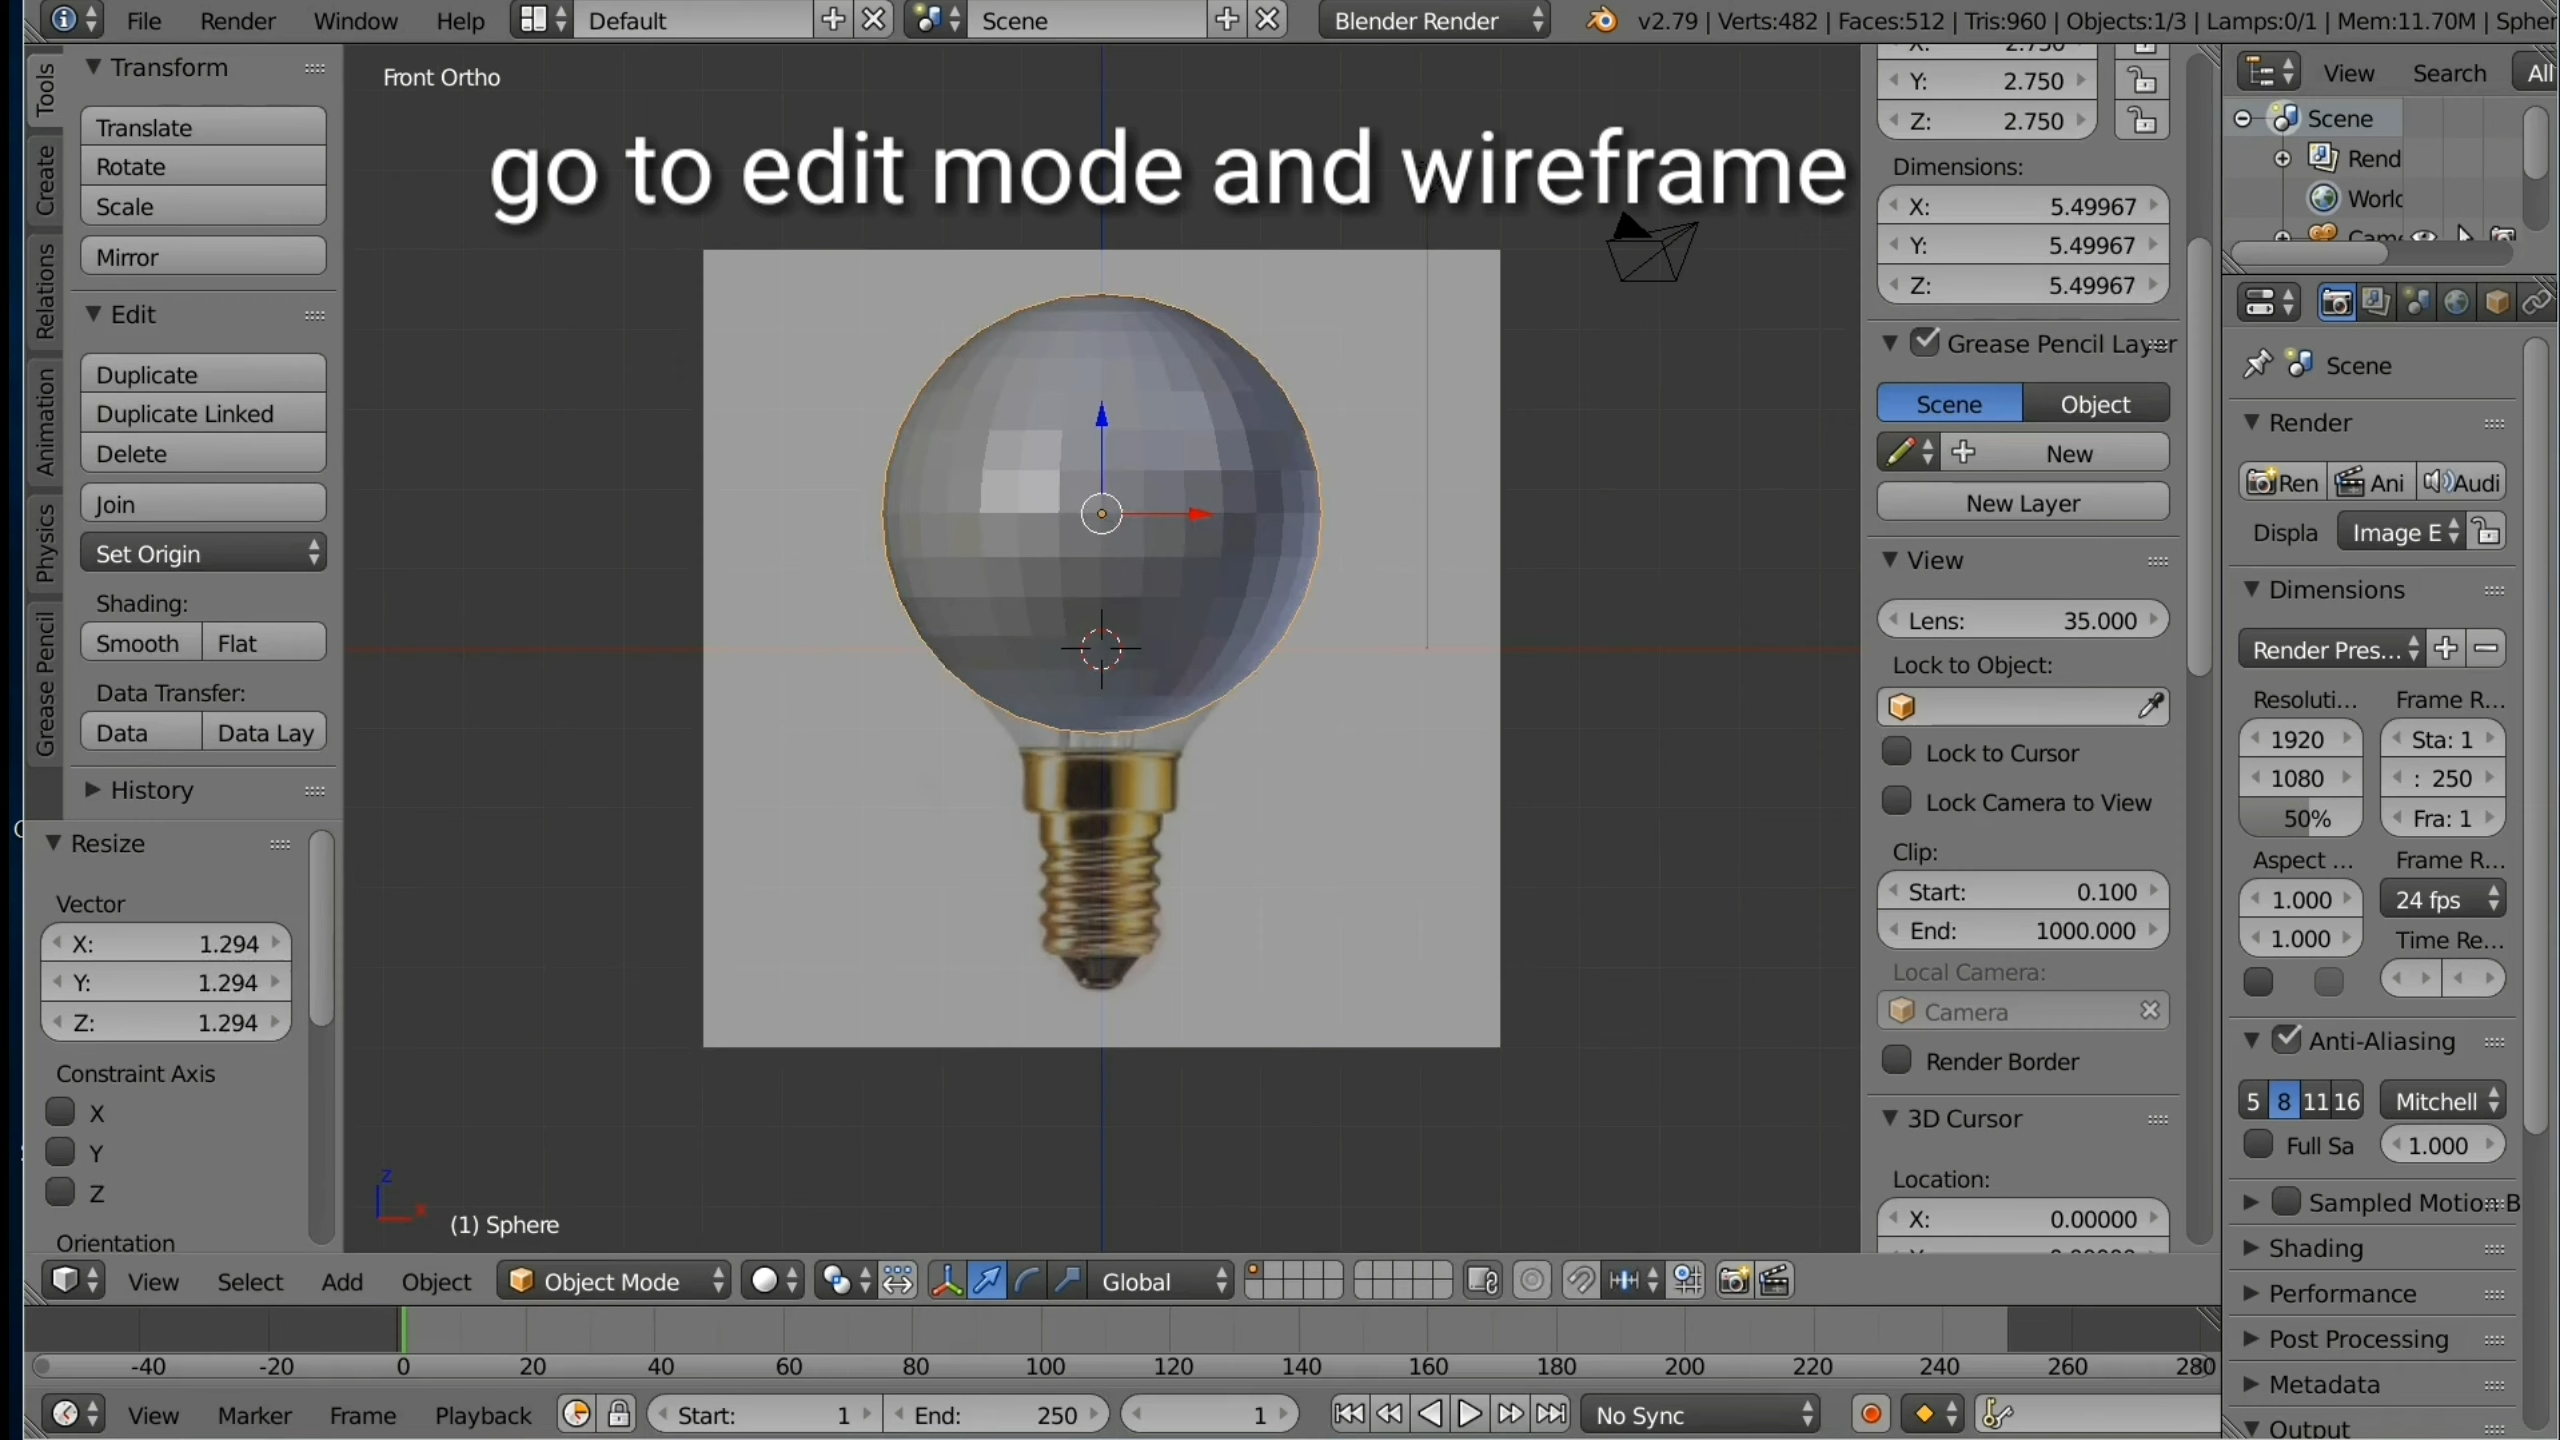 File Render Window Help Default Scene Blender Render v2.79 | Verts:482 | Faces:512 | Tris:960 | Objects:1/3 | Lamps:0/1 | Mem:11.70M | Spher
Tools
Create
Relations
Animation
Physics
Grease Pencil
Transform
Translate
Rotate
Scale
Mirror
Edit
Duplicate
Duplicate Linked
Delete
Join
Set Origin
Shading:
Smooth Flat
Data Transfer:
Data Data Lay
History
Resize
Vector
X: 1.294
Y: 1.294
Z: 1.294
Constraint Axis
X
Y
Z
Orientation
Front Ortho
go to edit mode and wireframe
z
x
(1) Sphere
X: 2.750
Y: 2.750
Z: 2.750
Dimensions:
X: 5.49967
Y: 5.49967
Z: 5.49967
Grease Pencil Layer
Scene Object
New
New Layer
View
Lens: 35.000
Lock to Object:
Lock to Cursor
Lock Camera to View
Clip:
Start: 0.100
End: 1000.000
Local Camera:
Camera
Render Border
3D Cursor
Location:
X: 0.00000
View Search All
Scene
Rend
World
Came
Scene
Render
Ren Ani Audi
Displa Image E
Dimensions
Render Pres...
Resoluti... Frame R...
1920 Sta: 1
1080 : 250
50% Fra: 1
Aspect ... Frame R...
1.000 24 fps
1.000 Time Re...
Anti-Aliasing
5 8 11 16 Mitchell
Full Sa 1.000
Sampled Motion B
Shading
Performance
Post Processing
Metadata
Output
View Select Add Object Object Mode Global
-40 -20 0 20 40 60 80 100 120 140 160 180 200 220 240 260 280
View Marker Frame Playback Start: 1 End: 250 1 No Sync